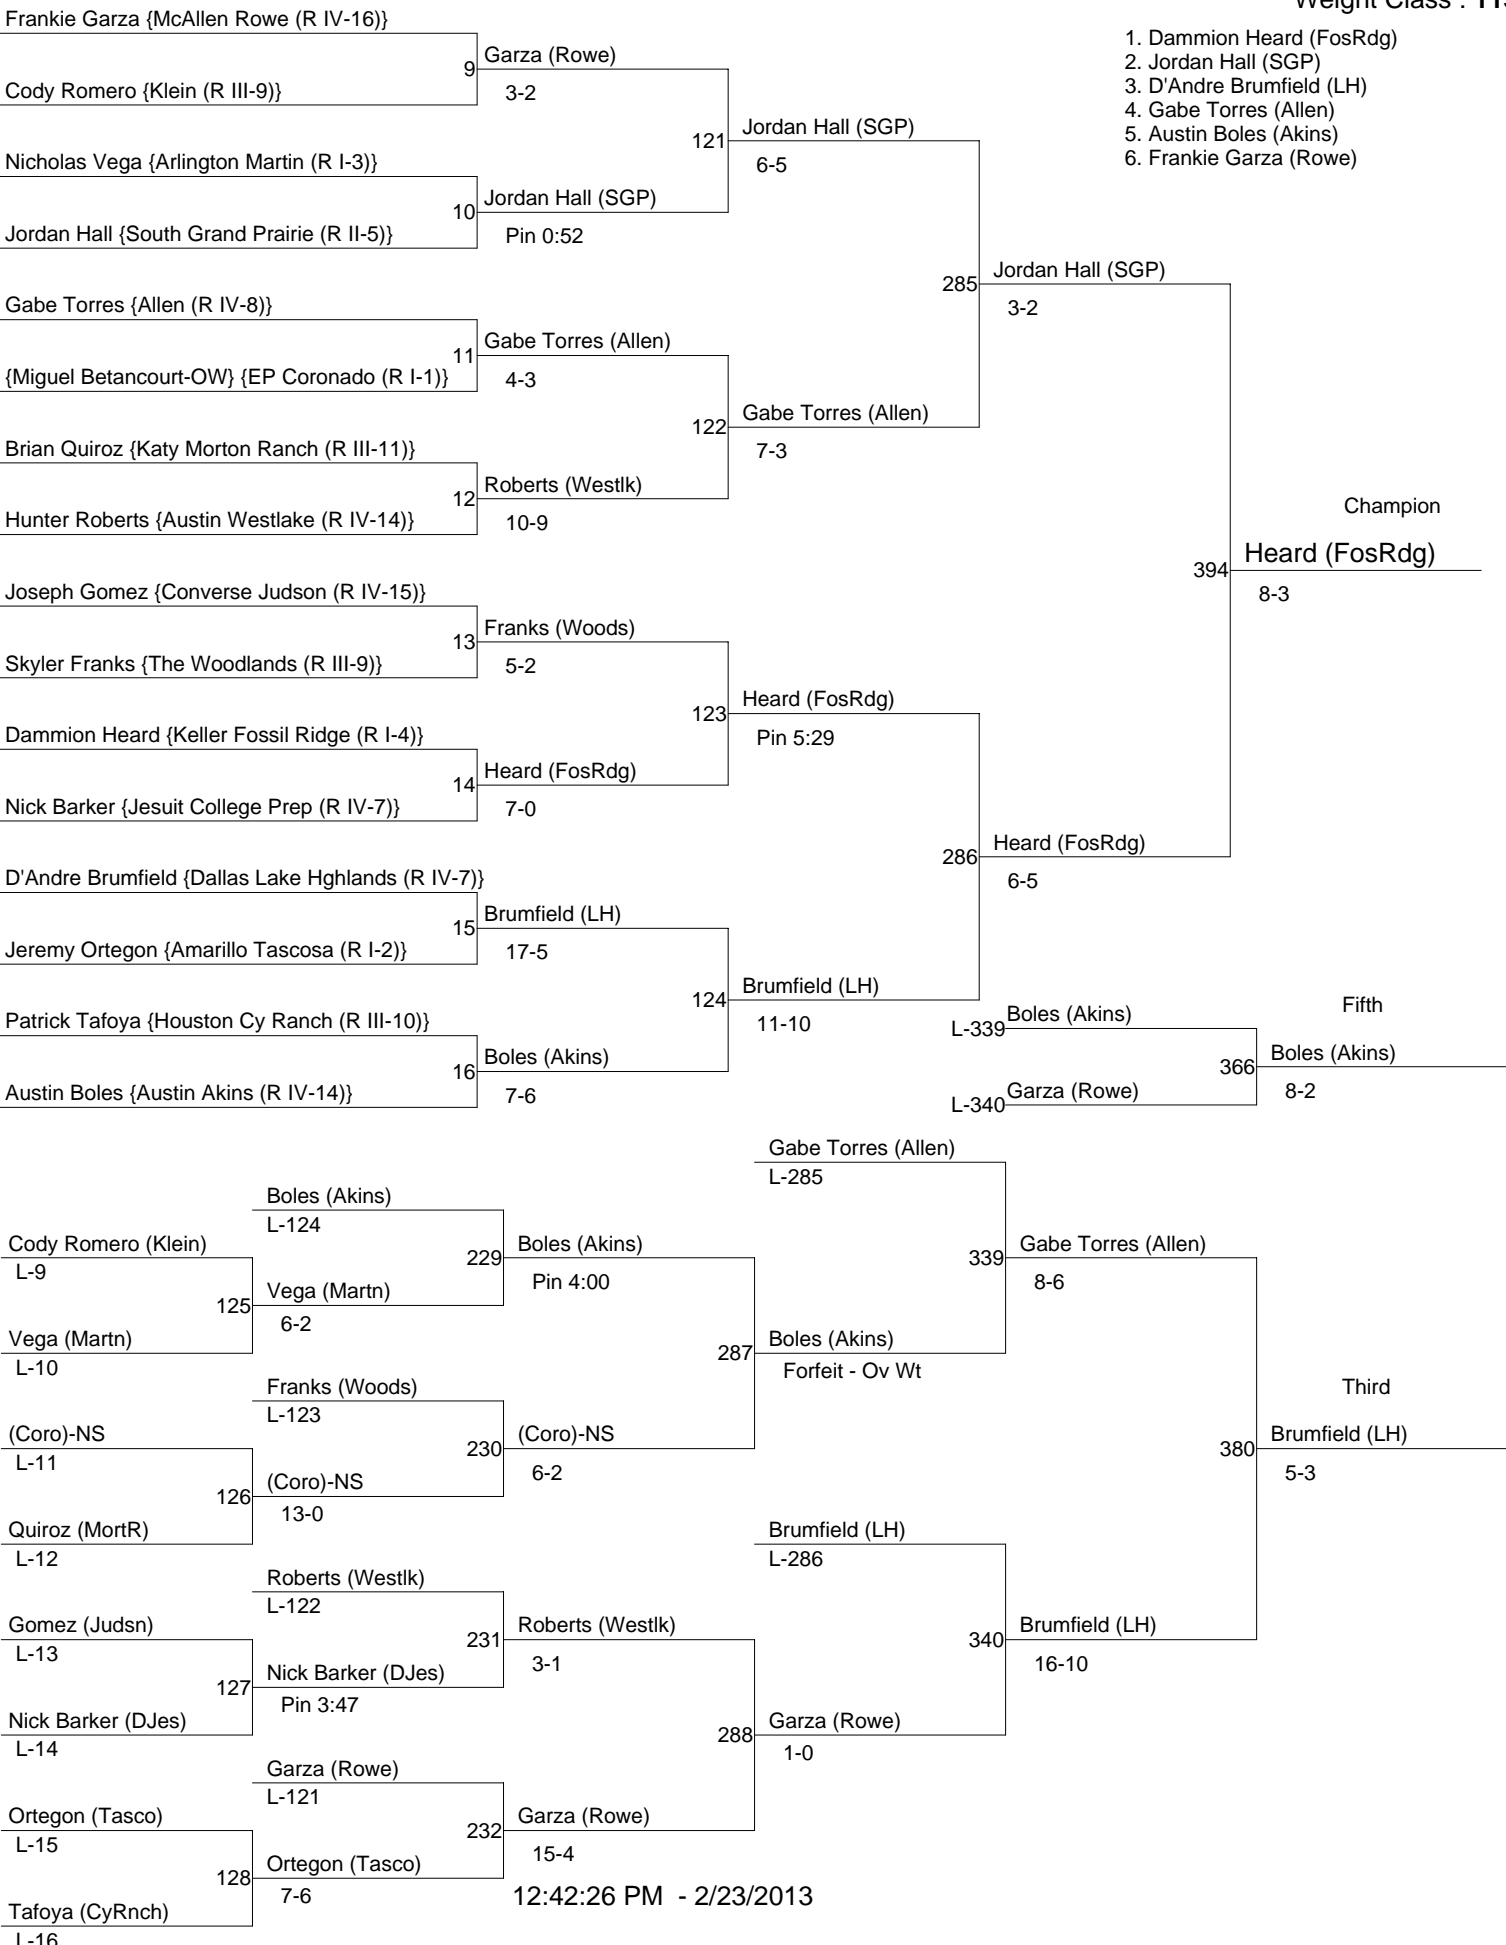 Weight Class :
1. Dammion Heard (FosRdg)
2. Jordan Hall (SGP)
3. D'Andre Brumfield (LH)
4. Gabe Torres (Allen)
5. Austin Boles (Akins)
6. Frankie Garza (Rowe)
Frankie Garza {McAllen Rowe (R IV-16)}
9
Garza (Rowe)
3-2
Cody Romero {Klein (R III-9)}
121
Jordan Hall (SGP)
6-5
Nicholas Vega {Arlington Martin (R I-3)}
10
Jordan Hall (SGP)
Pin 0:52
Jordan Hall {South Grand Prairie (R II-5)}
285
Jordan Hall (SGP)
3-2
Gabe Torres {Allen (R IV-8)}
11
Gabe Torres (Allen)
4-3
{Miguel Betancourt-OW} {EP Coronado (R I-1)}
122
Gabe Torres (Allen)
7-3
Brian Quiroz {Katy Morton Ranch (R III-11)}
12
Roberts (Westlk)
10-9
Hunter Roberts {Austin Westlake (R IV-14)}
Champion
394
Heard (FosRdg)
8-3
Joseph Gomez {Converse Judson (R IV-15)}
13
Franks (Woods)
5-2
Skyler Franks {The Woodlands (R III-9)}
123
Heard (FosRdg)
Pin 5:29
Dammion Heard {Keller Fossil Ridge (R I-4)}
14
Heard (FosRdg)
7-0
Nick Barker {Jesuit College Prep (R IV-7)}
286
Heard (FosRdg)
6-5
D'Andre Brumfield {Dallas Lake Hghlands (R IV-7)}
15
Brumfield (LH)
17-5
Jeremy Ortegon {Amarillo Tascosa (R I-2)}
124
Brumfield (LH)
11-10
Patrick Tafoya {Houston Cy Ranch (R III-10)}
16
Boles (Akins)
7-6
Austin Boles {Austin Akins (R IV-14)}
Fifth
L-339
Boles (Akins)
366
Boles (Akins)
8-2
L-340
Garza (Rowe)
Gabe Torres (Allen)
L-285
Boles (Akins)
L-124
Cody Romero (Klein)
L-9
229
Boles (Akins)
Pin 4:00
339
Gabe Torres (Allen)
8-6
125
Vega (Martn)
6-2
Vega (Martn)
L-10
287
Boles (Akins)
Forfeit - Ov Wt
Franks (Woods)
L-123
Third
(Coro)-NS
L-11
230
(Coro)-NS
6-2
380
Brumfield (LH)
5-3
126
(Coro)-NS
13-0
Quiroz (MortR)
L-12
Brumfield (LH)
L-286
Roberts (Westlk)
L-122
Gomez (Judsn)
L-13
231
Roberts (Westlk)
3-1
340
Brumfield (LH)
16-10
127
Nick Barker (DJes)
Pin 3:47
Nick Barker (DJes)
L-14
288
Garza (Rowe)
1-0
Garza (Rowe)
L-121
Ortegon (Tasco)
L-15
232
Garza (Rowe)
15-4
128
Ortegon (Tasco)
7-6
12:42:26 PM - 2/23/2013
Tafoya (CyRnch)
L-16